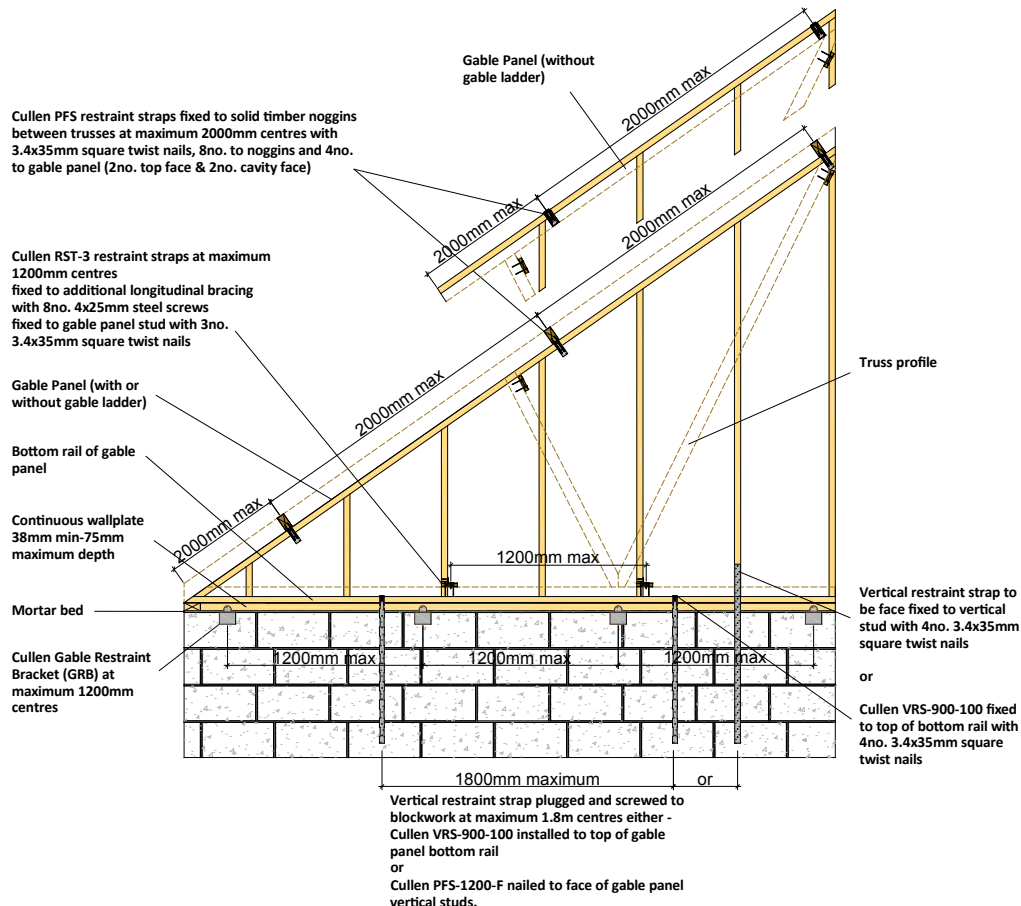 Gable Panel (without
gable ladder)
2000mm max
2000mm max
Cullen PFS restraint straps fixed to solid timber noggins
between trusses at maximum 2000mm centres with
3.4x35mm square twist nails, 8no. to noggins and 4no.
to gable panel (2no. top face & 2no. cavity face)
2000mm max
2000mm max
2000mm max
Cullen RST-3 restraint straps at maximum
1200mm centres
fixed to additional longitudinal bracing
with 8no. 4x25mm steel screws
fixed to gable panel stud with 3no.
3.4x35mm square twist nails
Truss profile
Gable Panel (with or
without gable ladder)
Bottom rail of gable
panel
Continuous wallplate
38mm min-75mm
maximum depth
1200mm max
Mortar bed
Cullen Gable Restraint
Bracket (GRB) at
maximum 1200mm
centres
1200mm max
1200mm max
1200mm max
Vertical restraint strap to
be face fixed to vertical
stud with 4no. 3.4x35mm
square twist nails
or
Cullen VRS-900-100 fixed
to top of bottom rail with
4no. 3.4x35mm square
twist nails
1800mm maximum
or
Vertical restraint strap plugged and screwed to
blockwork at maximum 1.8m centres either -
Cullen VRS-900-100 installed to top of gable
panel bottom rail
or
Cullen PFS-1200-F nailed to face of gable panel
vertical studs.